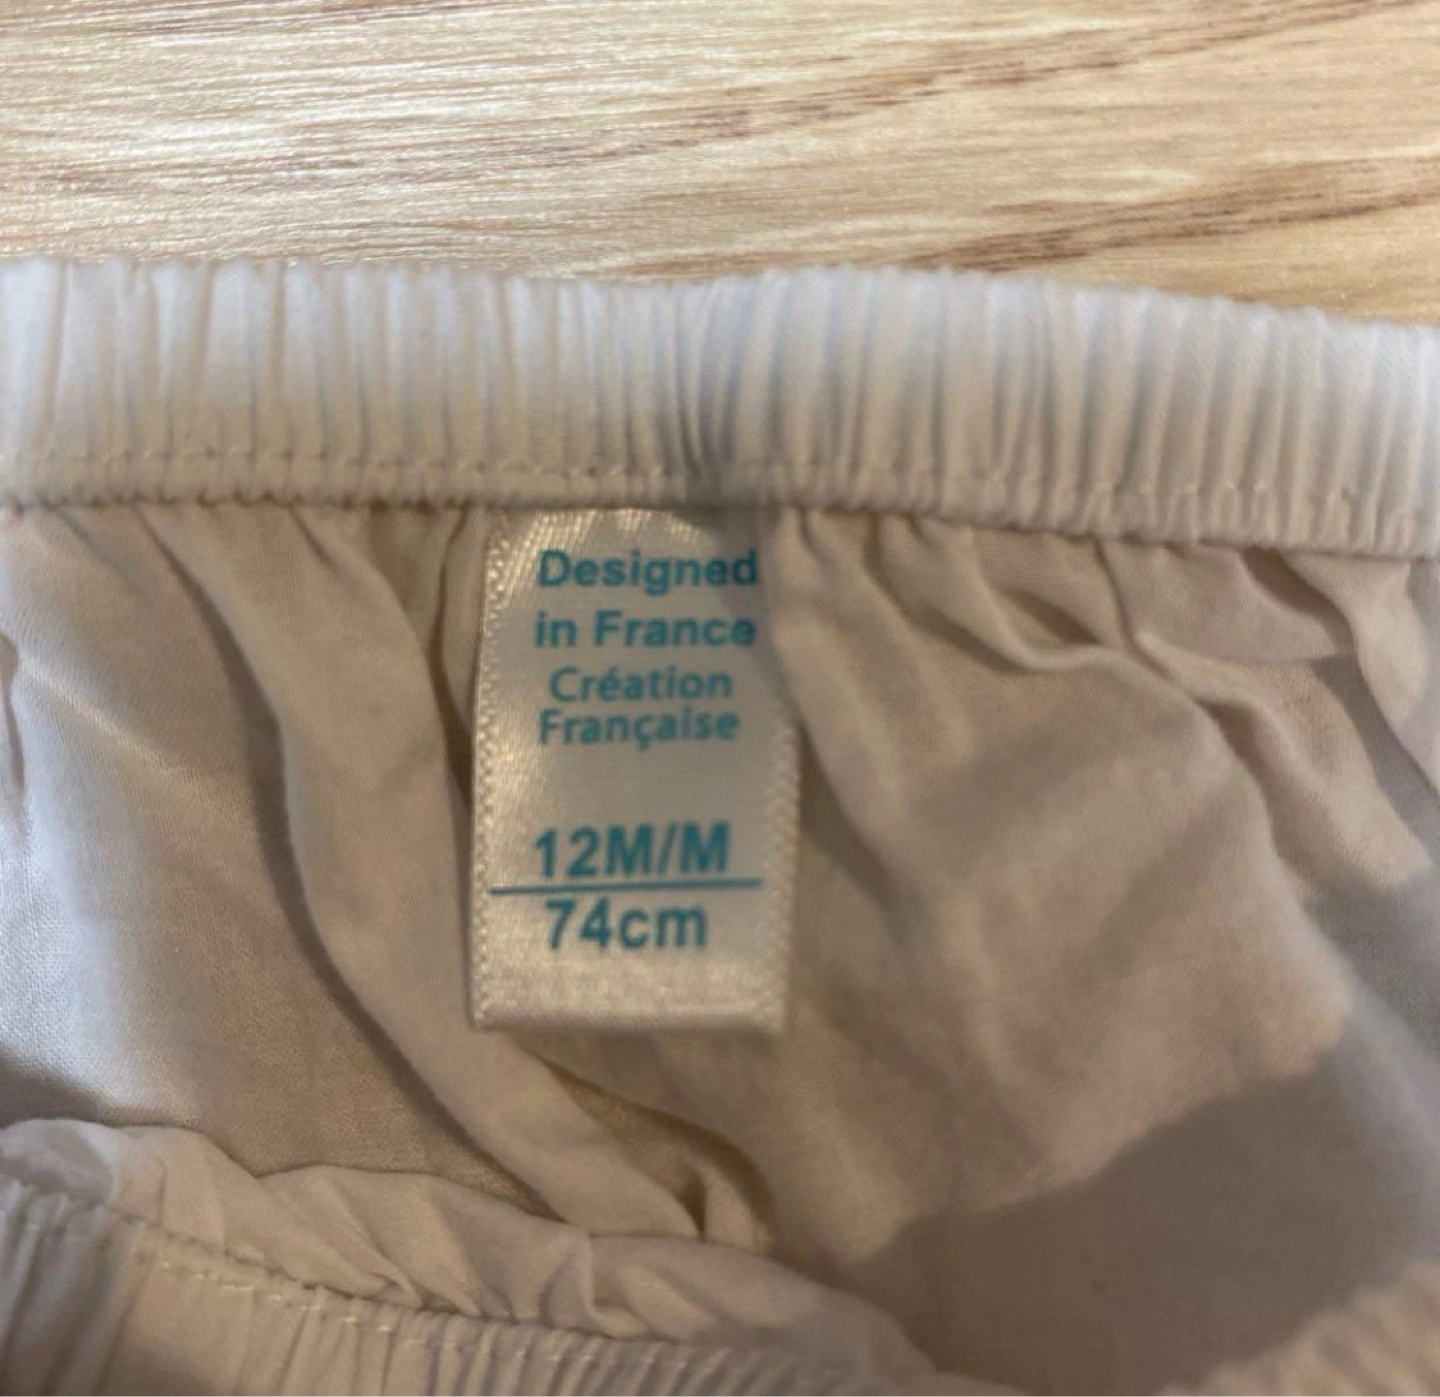 Designed
in France
Création
Française
12M/M
74cm